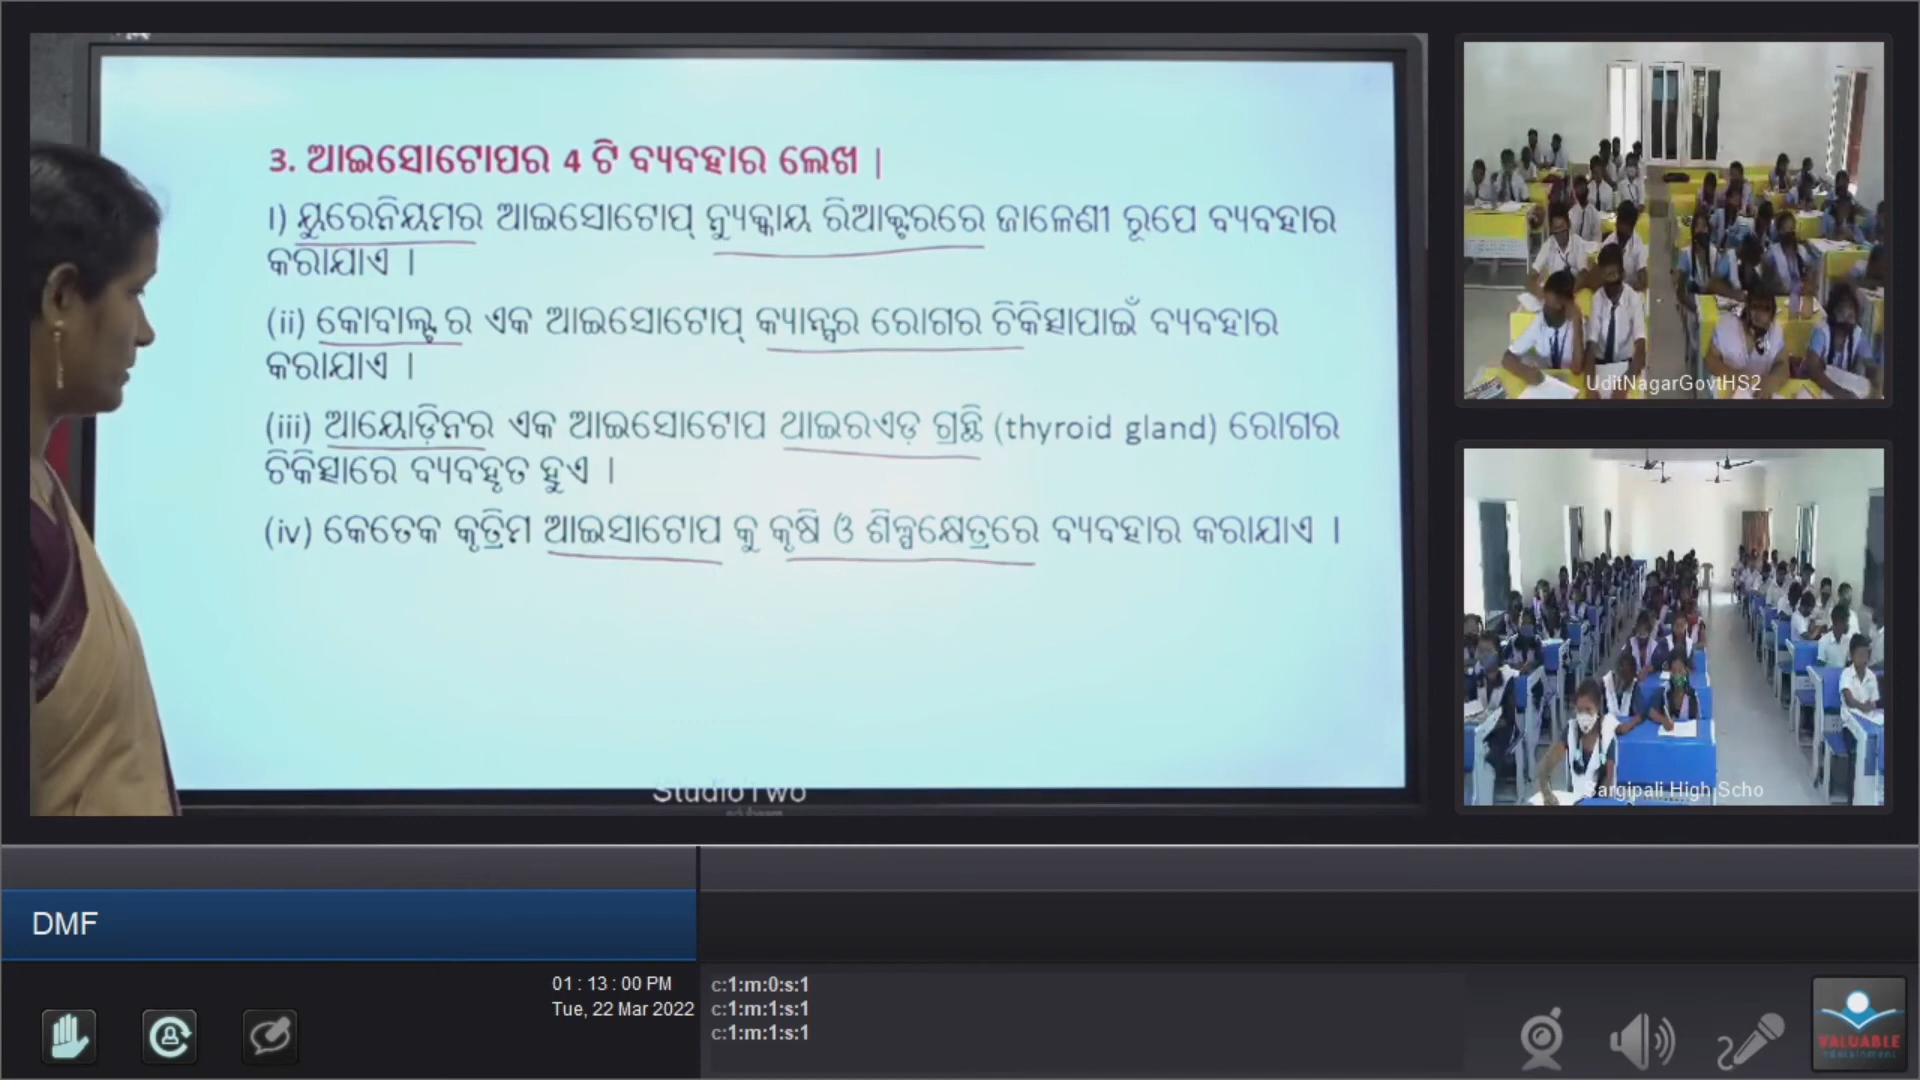 3. ଆଇସୋଟୋପର 4 ଟି ବ୍ୟବହାର ଲେଖ |
।) ୟୁରେନିୟମର ଆଇସୋଟୋପ୍ ନ୍ୟୁକ୍କ୍ଲୀୟ ରିଆକ୍ଟରରେ ଜାଳେଣୀ ରୂପେ ବ୍ୟବହାର
କରାଯାଏ ।
(ii) କୋବାଲ୍ଟ ର ଏକ ଆଇସୋଟୋପ୍ କ୍ୟାନ୍ସର ରୋଗର ଚିକିତ୍ସାପାଇଁ ବ୍ୟବହାର
କରାଯାଏ ।
(iii) ଆୟୋଡ଼ିନର ଏକ ଆଇସୋଟୋପ ଥାଇରଏଡ଼ ଗ୍ରନ୍ଥି (thyroid gland) ରୋଗର
ଚିକିତ୍ସାରେ ବ୍ୟବହୃତ ହୁଏ ।
(iv) କେତେକ କୃତ୍ରିମ ଆଇସାଟୋପ କୁ କୃଷି ଓ ଶିଳ୍ପକ୍ଷେତ୍ରରେ ବ୍ୟବହାର କରାଯାଏ ।
StudioTwo
UditNagarGovtHS2
Sargipali High Scho
DMF
01 : 13 : 00 PM
Tue, 22 Mar 2022
c:1:m:0:s:1
c:1:m:1:s:1
c:1:m:1:s:1
VALUABLE